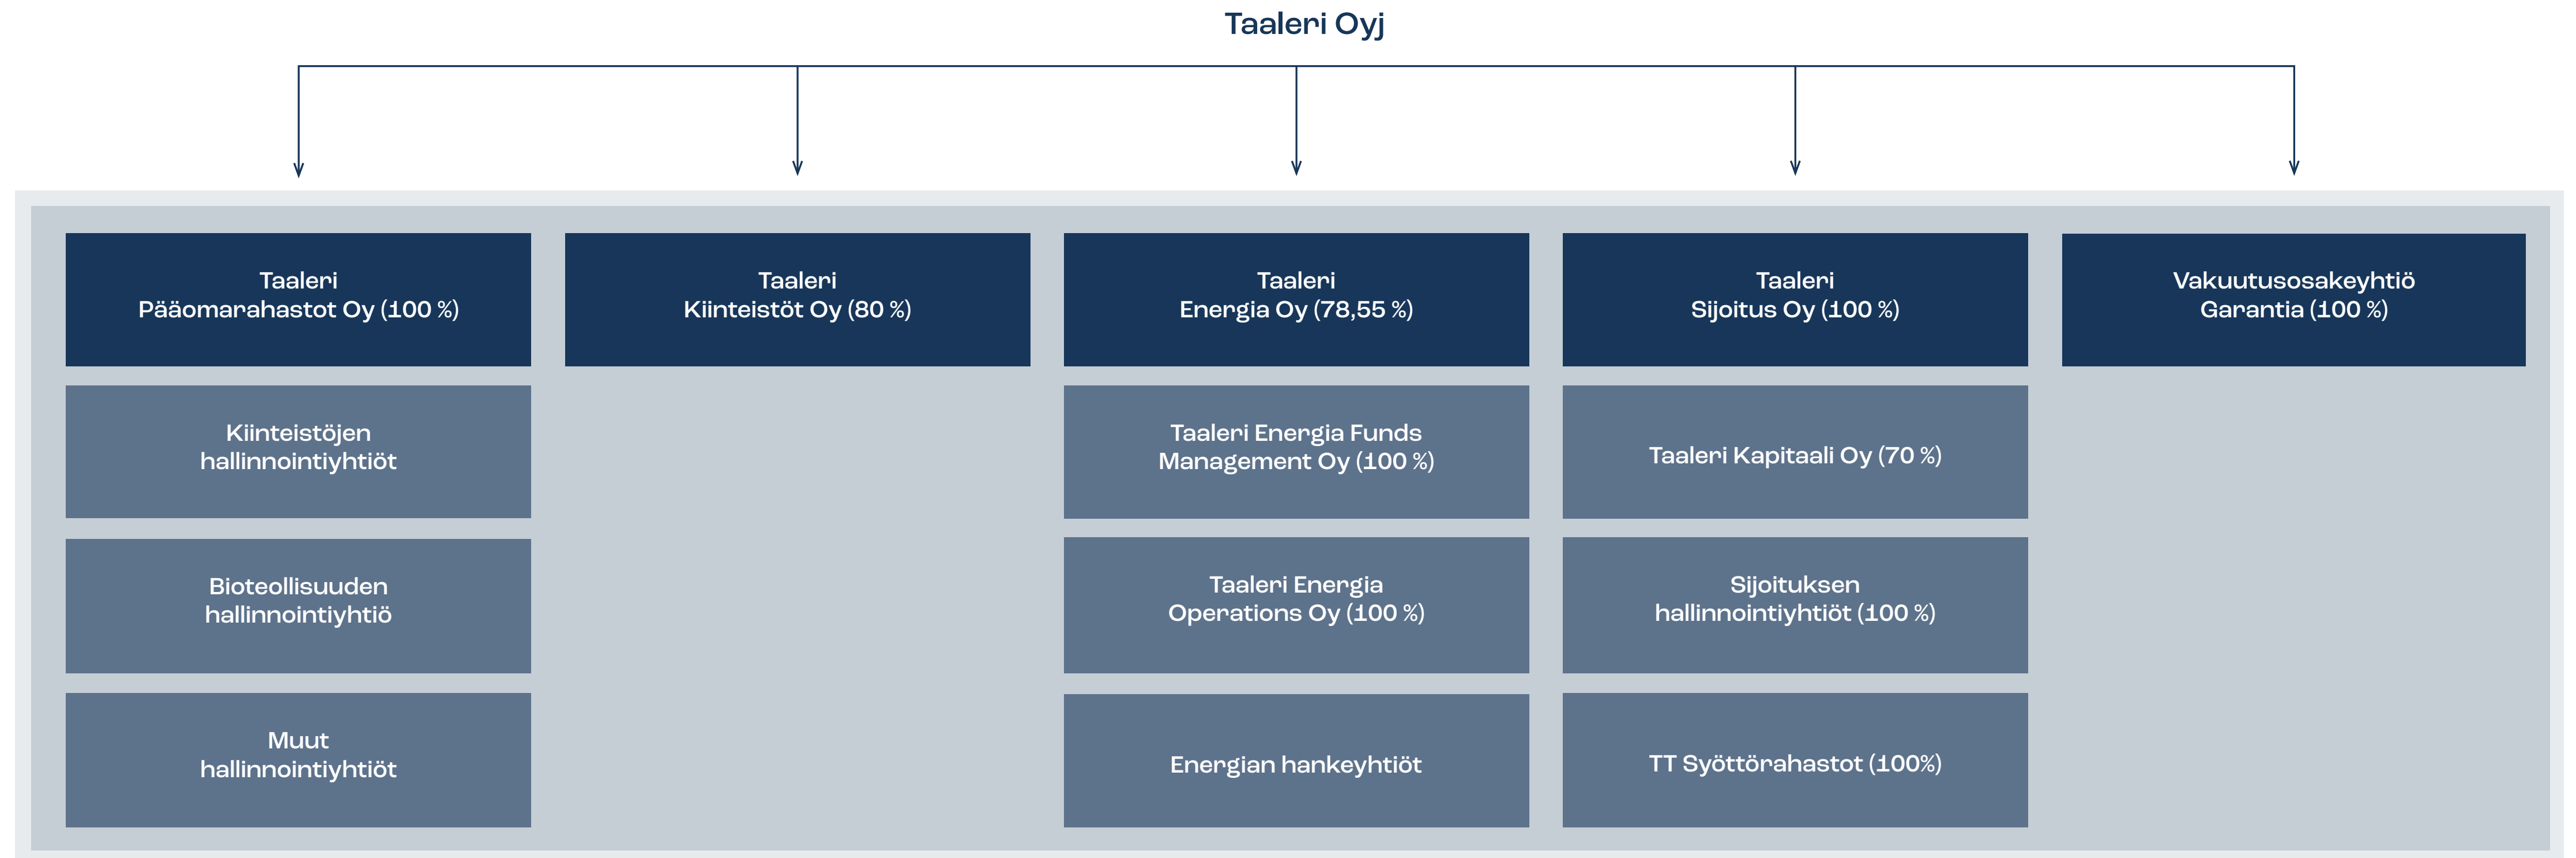 Taaleri Oyj
Taaleri
Pääomarahastot Oy (100 %)
Taaleri
Kiinteistöt Oy (80 %)
Taaleri
Energia Oy (78,55 %)
Taaleri
Sijoitus Oy (100 %)
Vakuutusosakeyhtiö
Garantia (100 %)
Kiinteistöjen
hallinnointiyhtiöt
Taaleri Energia Funds
Management Oy (100 %)
Taaleri Kapitaali Oy (70 %)
Bioteollisuuden
hallinnointiyhtiö
Taaleri Energia
Operations Oy (100 %)
Sijoituksen
hallinnointiyhtiöt (100 %)
Muut
hallinnointiyhtiöt
Energian hankeyhtiöt
TT Syöttörahastot (100%)